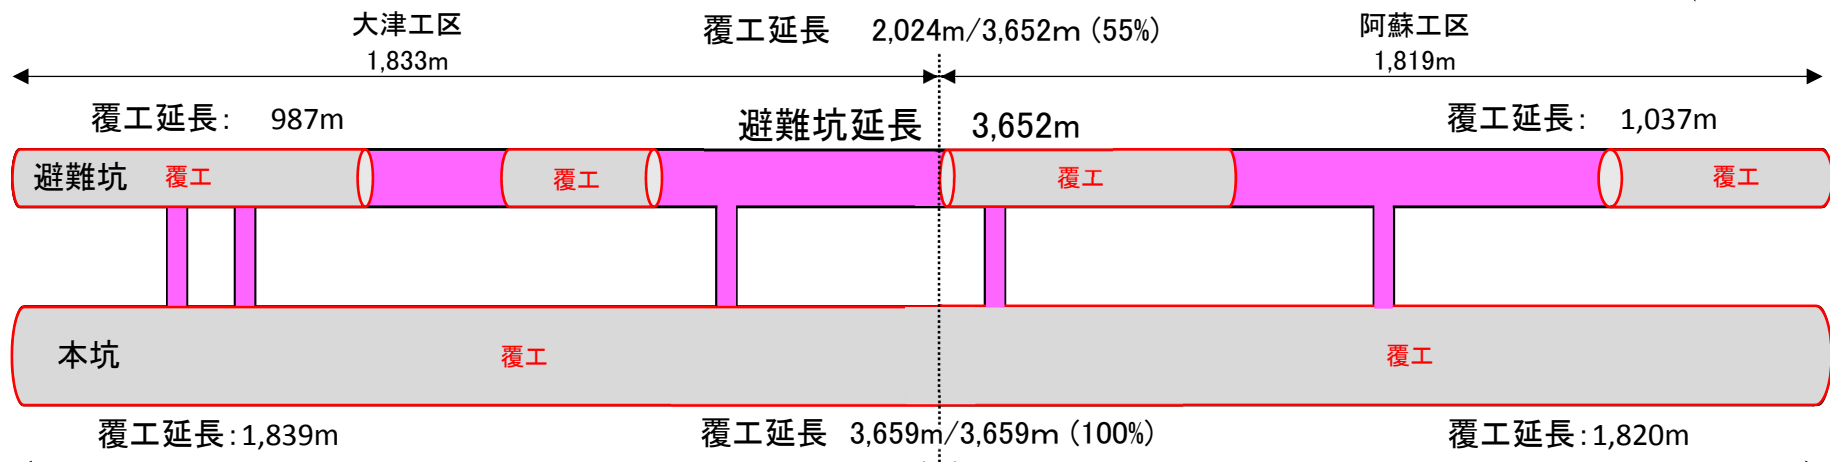 大津工区 覆工延長 2,024m/3,652m (55%) 阿蘇工区
1,833m 1,819m
覆工延長: 987m 避難坑延長 3,652m 覆工延長: 1,037m
避難坑 覆工 覆工 覆工 覆工
本坑 覆工 覆工
覆工延長:1,839m 覆工延長 3,659m/3,659m (100%) 覆工延長:1,820m